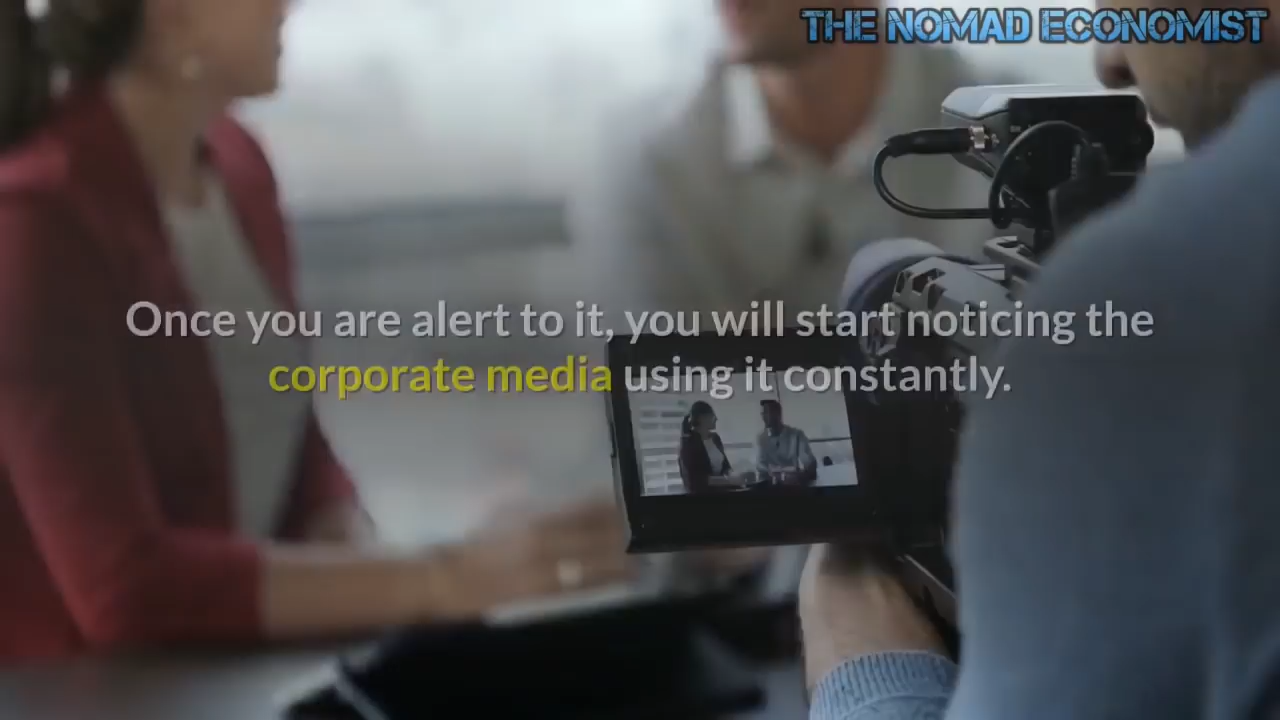 THE NOMAD ECONOMIST
Once you are alert to it, you will start noticing the
corporate media using it constantly.